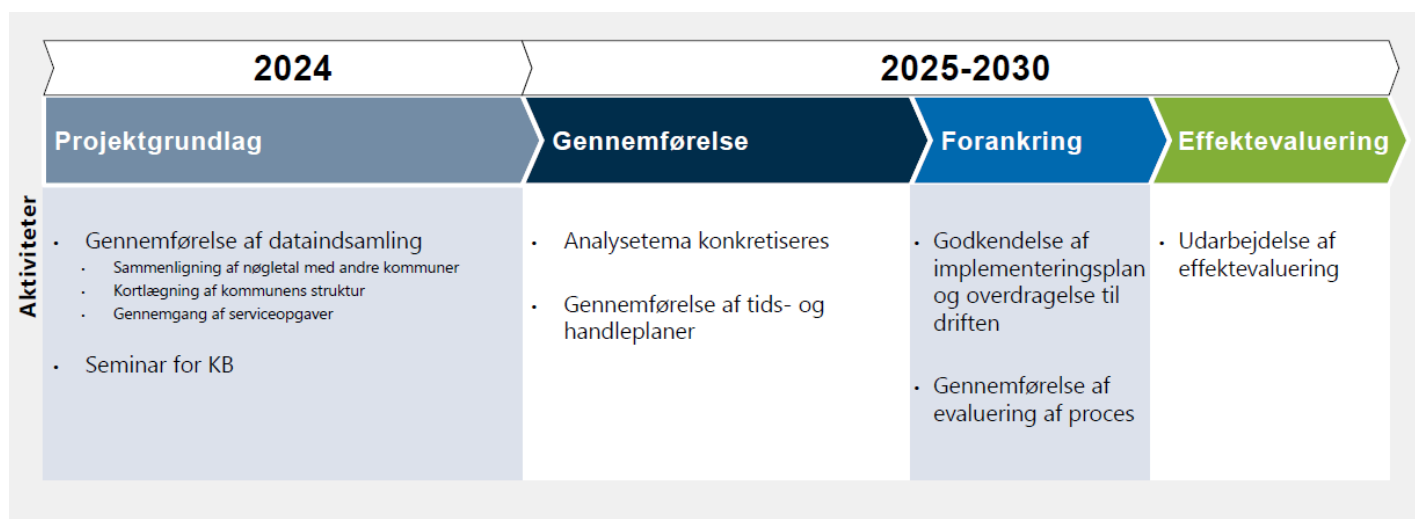 2024
2025-2030
Projektgrundlag
Gennemførelse
Forankring
Effektevaluering
Aktiviteter
• Gennemførelse af dataindsamling
• Sammenligning af nøgletal med andre kommuner
• Kortlægning af kommunens struktur
• Gennemgang af serviceopgaver
• Seminar for KB
• Analysetema konkretiseres
• Gennemførelse af tids- og
handleplaner
• Godkendelse af
implementeringsplan
og overdragelse til
driften
• Gennemførelse af
evaluering af proces
• Udarbejdelse af
effektevaluering